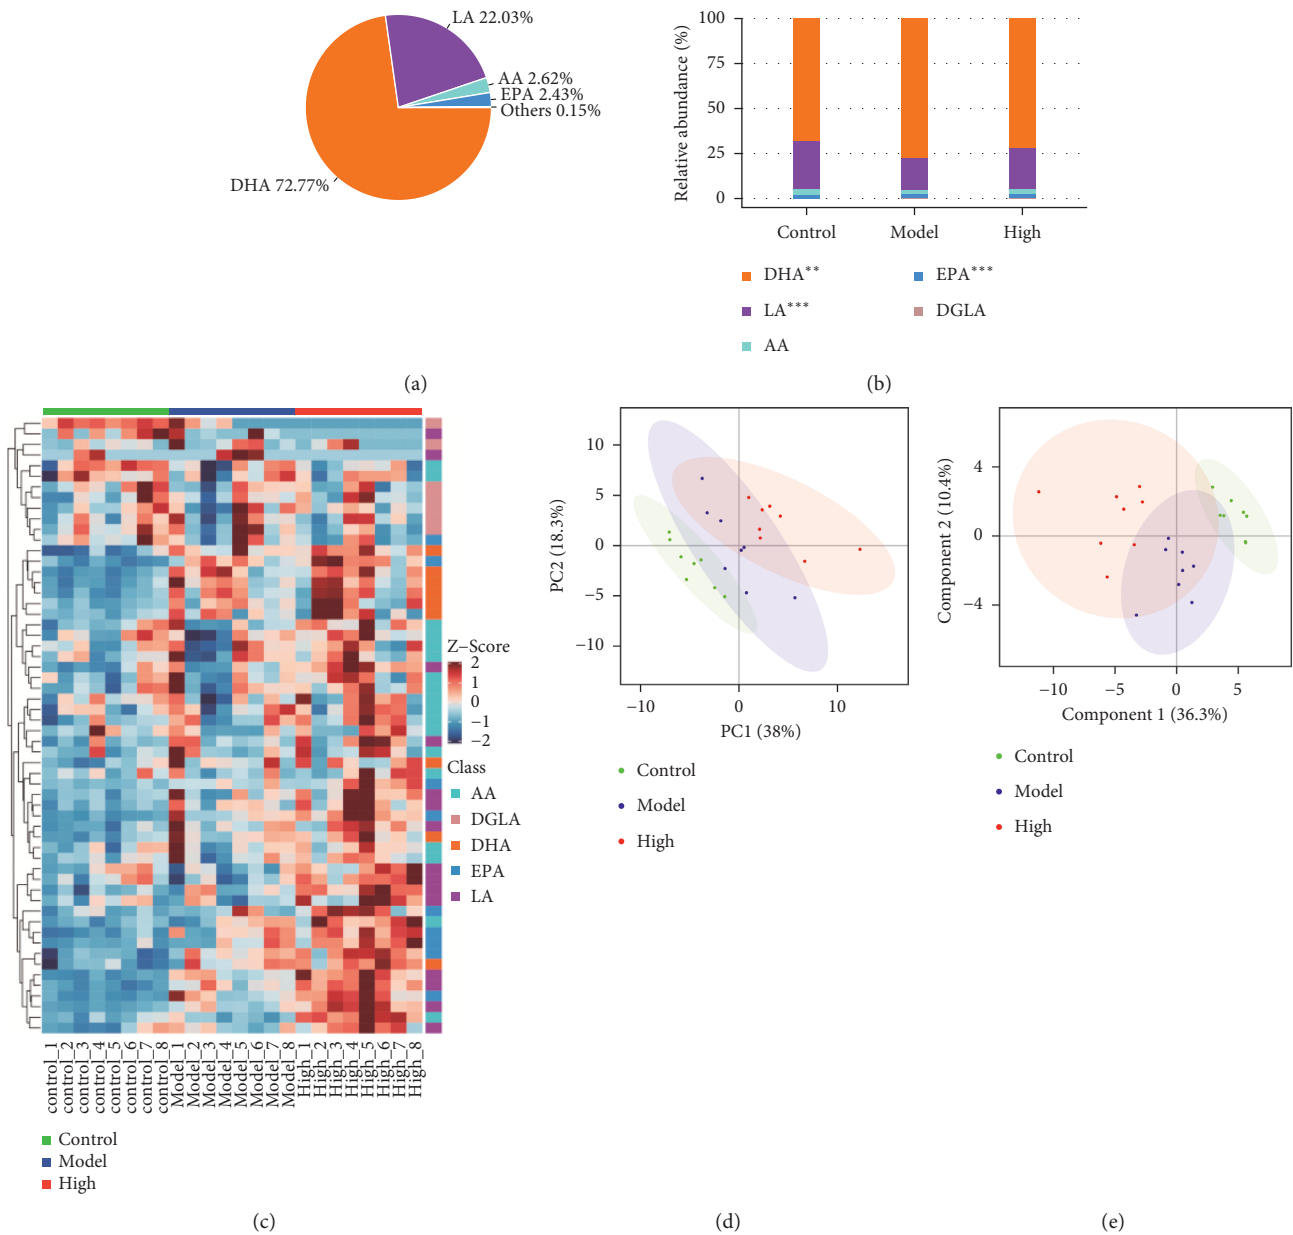 LA 22.03%
AA 2.62%
EPA 2.43%
Others 0.15%
DHA 72.77%
(a)
Relative abundance (%)
100
75
50
25
0
Control Model High
DHA** EPA***
LA*** DGLA
AA
(b)
Z−Score
2
1
0
−1
−2
Class
AA
DGLA
DHA
EPA
LA
control_1
control_2
control_3
control_4
control_5
control_6
control_7
control_8
Model_1
Model_2
Model_3
Model_4
Model_5
Model_6
Model_7
Model_8
High_1
High_2
High_3
High_4
High_5
High_6
High_7
High_8
Control
Model
High
(c)
PC2 (18.3%)
10
5
0
−5
−10
−10 0 10
PC1 (38%)
Control
Model
High
(d)
Component 2 (10.4%)
4
0
−4
−10 −5 0 5
Component 1 (36.3%)
Control
Model
High
(e)